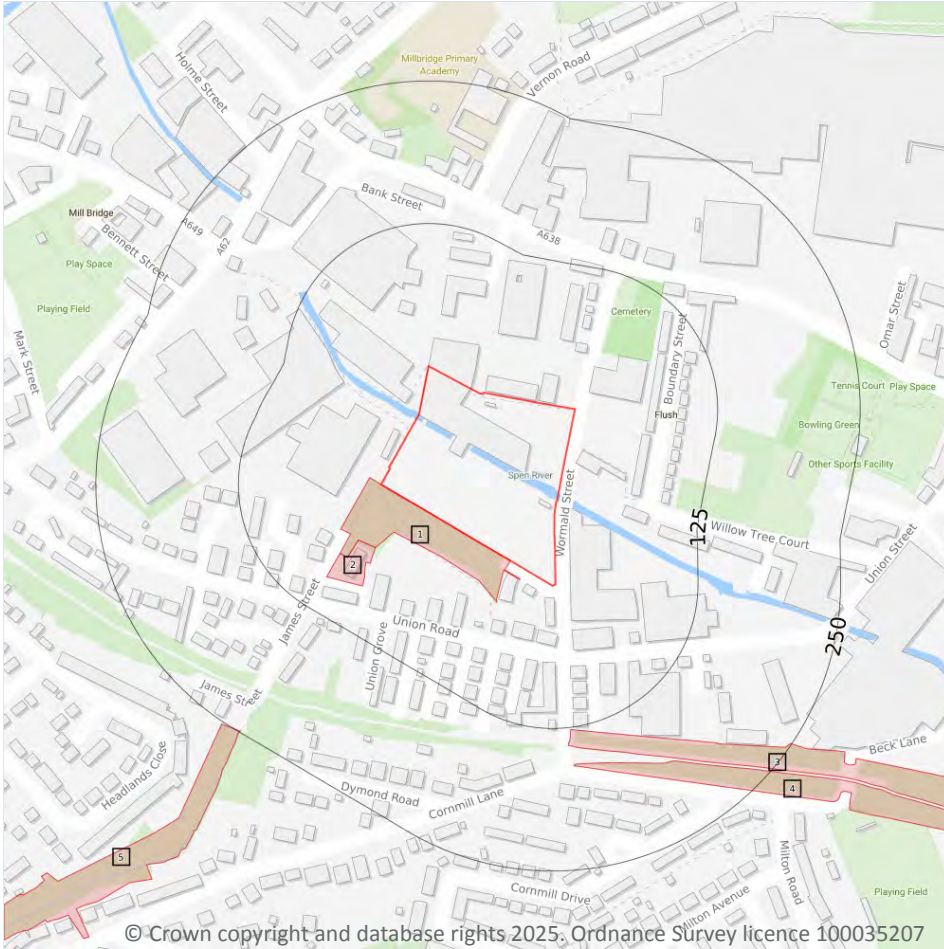 Millbridge Primary
Academy
Vernon Road
Holme Street
Bank Street
Mill Bridge
A649
A62
Bennett Street
A638
Play Space
Playing Field
Cemetery
Omar Street
Mark Street
Boundary Street
Tennis Court
Play Space
Flush
Bowling Green
Other Sports Facility
Spen River
Wormald Street
125
Willow Tree Court
1
2
Union Street
James Street
Union Road
250
Union Grove
James Street
Beck Lane
3
Headlands Close
4
Dymond Road
Cornmill Lane
5
Milton Road
Cornmill Drive
Milton Avenue
Playing Field
© Crown copyright and database rights 2025. Ordnance Survey licence 100035207